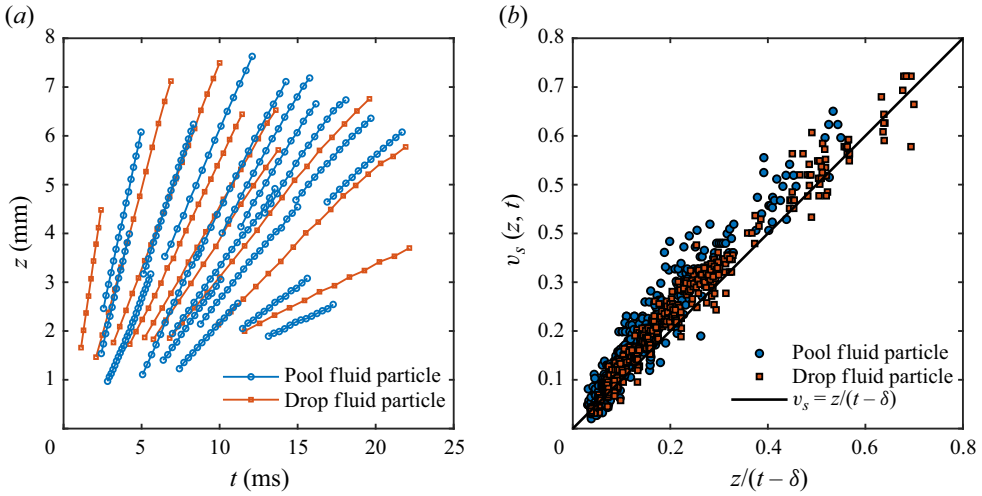 (a)
8
7
6
5
4
3
2
1
z (mm)
0
5
10
15
20
25
t (ms)
Pool fluid particle
Drop fluid particle
(b)
0.8
0.7
0.6
0.5
0.5
0.3
0.2
0.1
v_s (z, t)
0
0.2
0.4
0.6
0.8
z/(t – δ)
Pool fluid particle
Drop fluid particle
v_s = z/(t – δ)